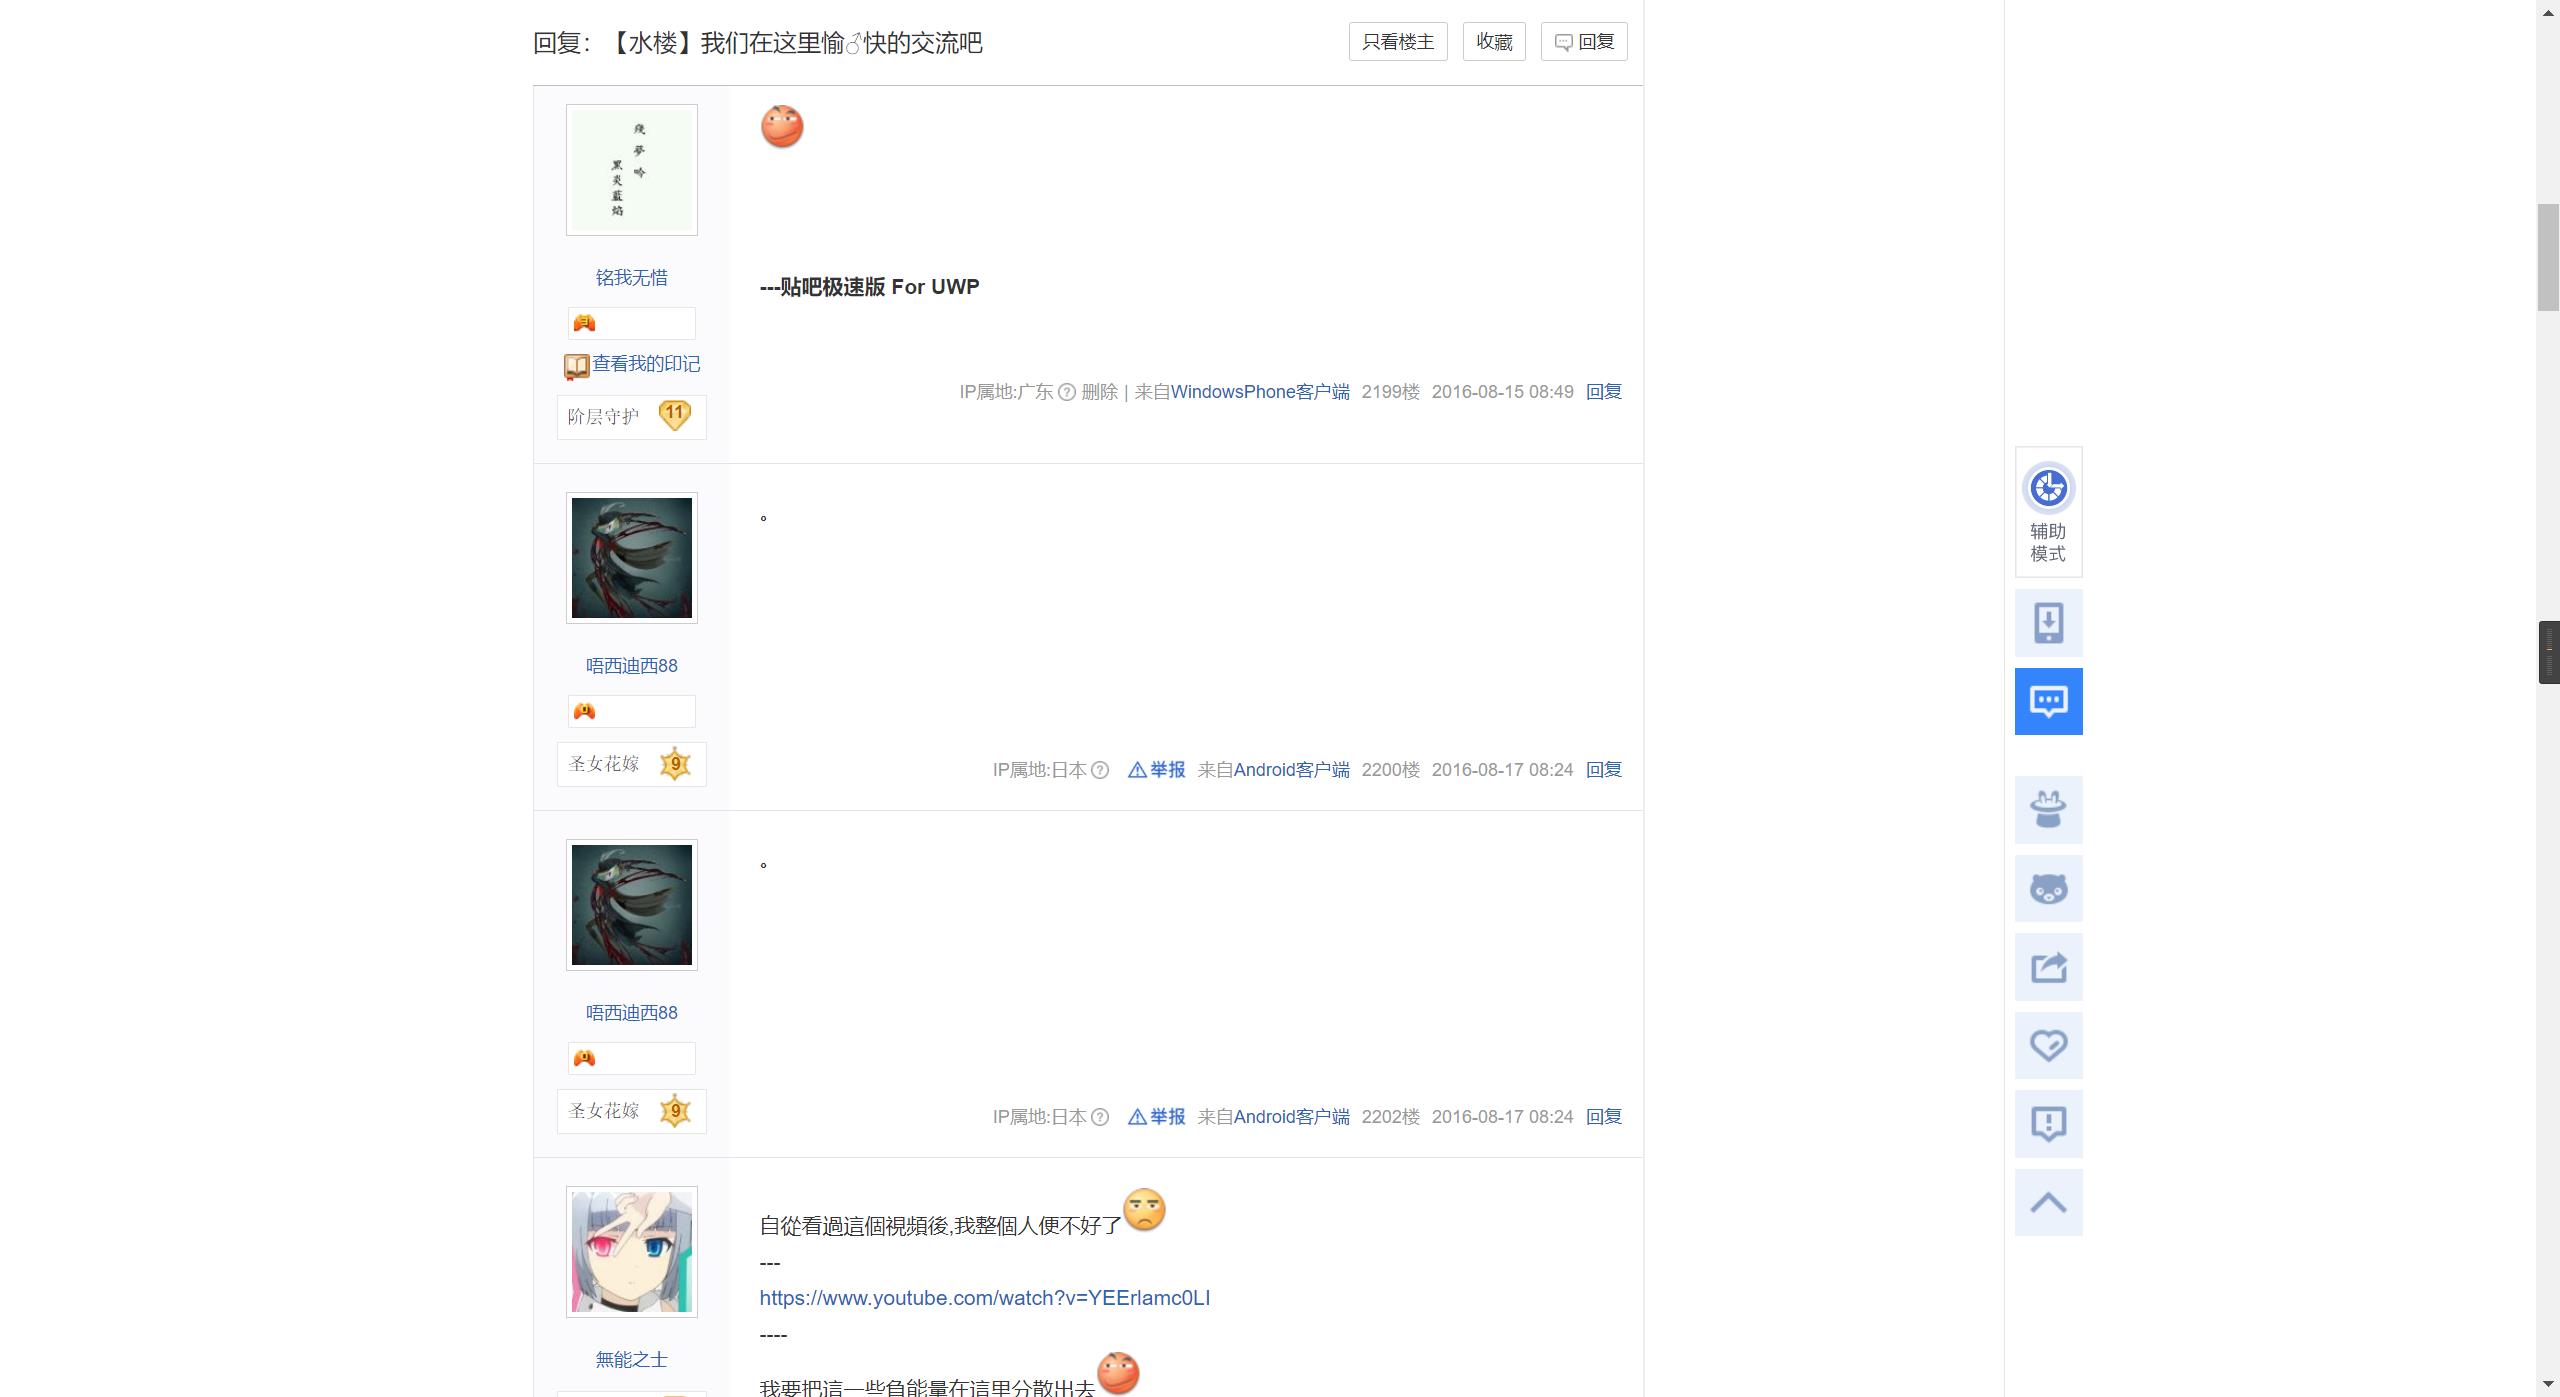 回复：【水楼】我们在这里愉♂快的交流吧
只看楼主
收藏
回复
殘夢吟
黑炎藍焰
铭我无惜
3
查看我的印记
阶层守护 11
---贴吧极速版 For UWP
IP属地:广东 ? 删除 | 来自WindowsPhone客户端 2199楼 2016-08-15 08:49 回复
。
唔西迪西88
圣女花嫁 9
IP属地:日本 ? 举报 来自Android客户端 2200楼 2016-08-17 08:24 回复
。
唔西迪西88
圣女花嫁 9
IP属地:日本 ? 举报 来自Android客户端 2202楼 2016-08-17 08:24 回复
自從看過這個視頻後,我整個人便不好了
---
https://www.youtube.com/watch?v=YEErlamc0LI
----
我要把這一些負能量在這里分散出去
無能之士
辅助
模式